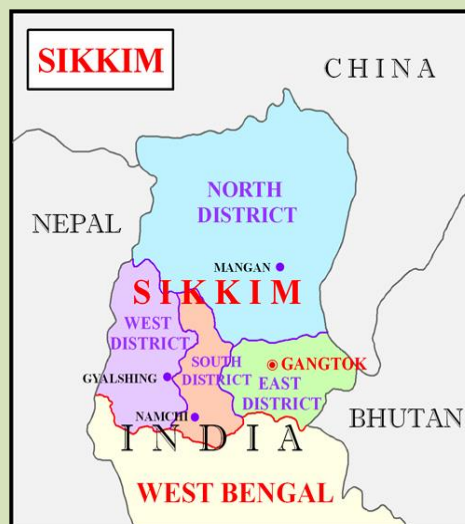 SIKKIM
CHINA
NORTH
DISTRICT
NEPAL
MANGAN
SIKKIM
WEST
DISTRICT
SOUTH
DISTRICT
GANGTOK
GYALSHING
EAST
DISTRICT
NAMCHI
BHUTAN
INDIA
WEST BENGAL